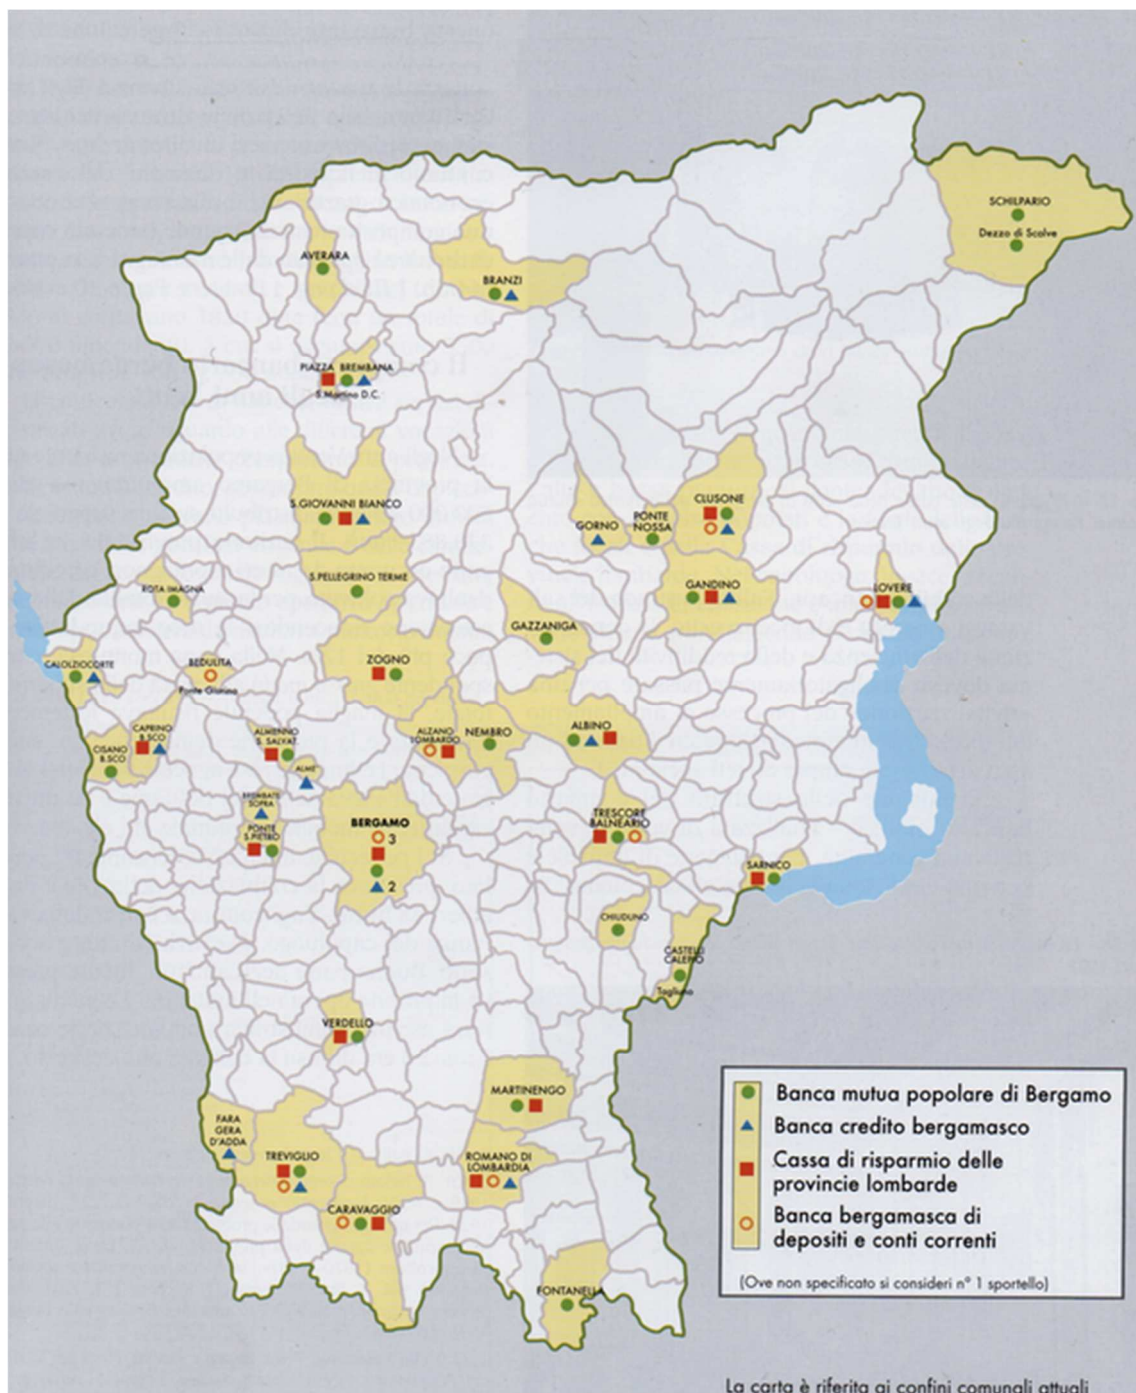 SCHILPARIO
Dezzo di Scalve
AVERARA
BRANZI
PIAZZA BREMBANA
S.Martino D.C.
S.GIOVANNI BIANCO
CLUSONE
GORNO
PONTE
NOSSA
S.PELLEGRINO TERME
ROTA IMAGNA
GANDINO
LOVERE
GAZZANIGA
CALOLZIOCORTE
BEDULITA
Ponte Giurino
ZOGNO
CAPRINO
B.SCO
CISANO
B.SCO
ALMENNO
S. SALVAT.
ALZANO
LOMBARDO
NEMBRO
ALBINO
ALME'
BREMBATE
SOPRA
PONTE
S.PIETRO
BERGAMO
3
2
TRESCORE
BALNEARIO
SARNICO
CHIUDUNO
CASTELLI
CALEPIO
Tagliuno
VERDELLO
MARTINENGO
FARA
GERA
D'ADDA
TREVIGLIO
ROMANO DI
LOMBARDIA
CARAVAGGIO
FONTANELLA
Banca mutua popolare di Bergamo
Banca credito bergamasco
Cassa di risparmio delle
provincie lombarde
Banca bergamasca di
depositi e conti correnti
(Ove non specificato si consideri n° 1 sportello)
La carta è riferita ai confini comunali attuali